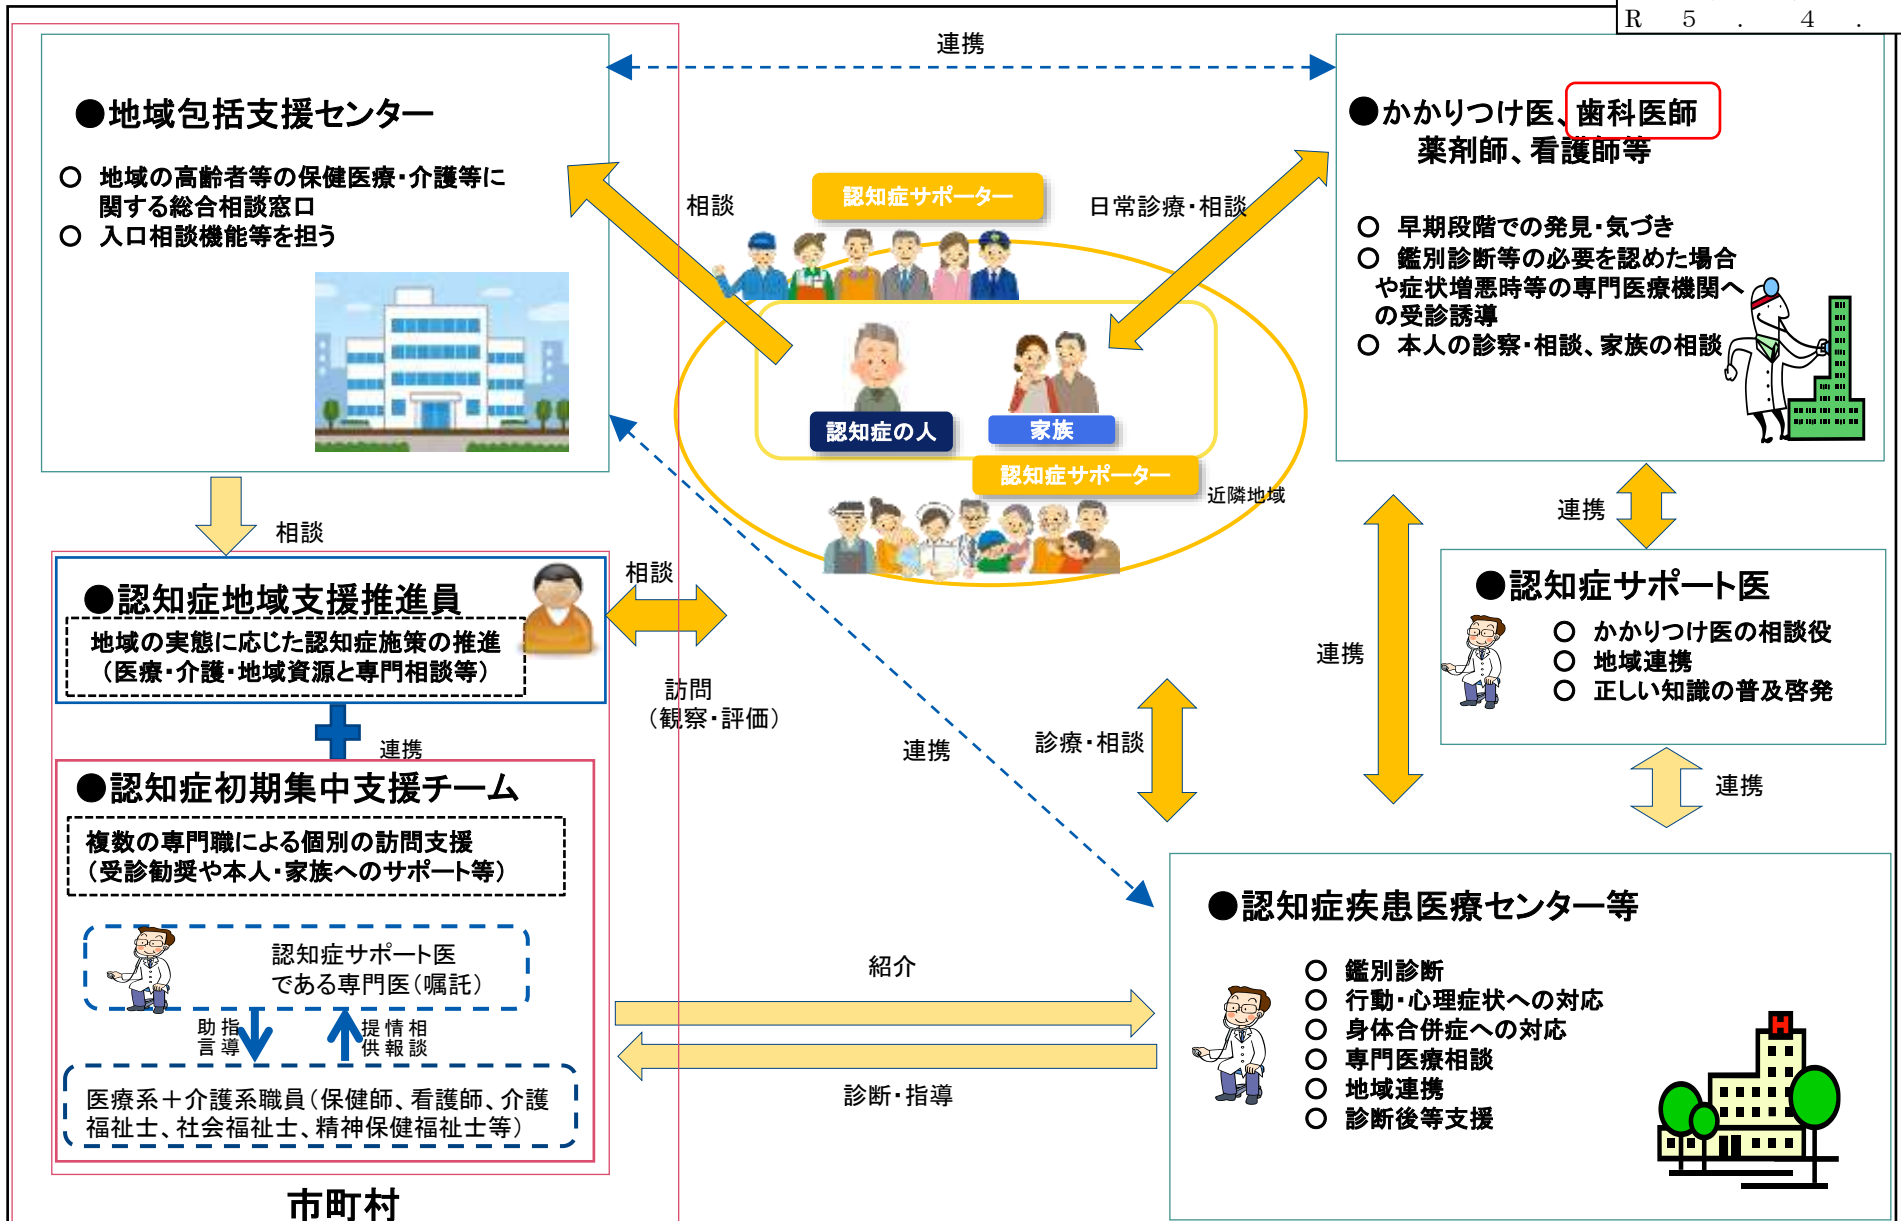 R 5 . 4 .
連携
●地域包括支援センター
○ 地域の高齢者等の保健医療・介護等に
関する総合相談窓口
○ 入口相談機能等を担う
相談
認知症サポーター
日常診療・相談
●かかりつけ医、歯科医師
薬剤師、看護師等
○ 早期段階での発見・気づき
○ 鑑別診断等の必要を認めた場合
や症状増悪時等の専門医療機関へ
の受診誘導
○ 本人の診察・相談、家族の相談
認知症の人
家族
認知症サポーター
近隣地域
相談
連携
●認知症地域支援推進員
地域の実態に応じた認知症施策の推進
(医療・介護・地域資源と専門相談等)
相談
訪問
(観察・評価)
連携
●認知症サポート医
○ かかりつけ医の相談役
○ 地域連携
○ 正しい知識の普及啓発
連携
診療・相談
連携
連携
●認知症初期集中支援チーム
複数の専門職による個別の訪問支援
(受診勧奨や本人・家族へのサポート等)
認知症サポート医
である専門医(嘱託)
指導
助言
相談
情報
提供
医療系+介護系職員(保健師、看護師、介護
福祉士、社会福祉士、精神保健福祉士等)
市町村
紹介
診断・指導
●認知症疾患医療センター等
○ 鑑別診断
○ 行動・心理症状への対応
○ 身体合併症への対応
○ 専門医療相談
○ 地域連携
○ 診断後等支援
H